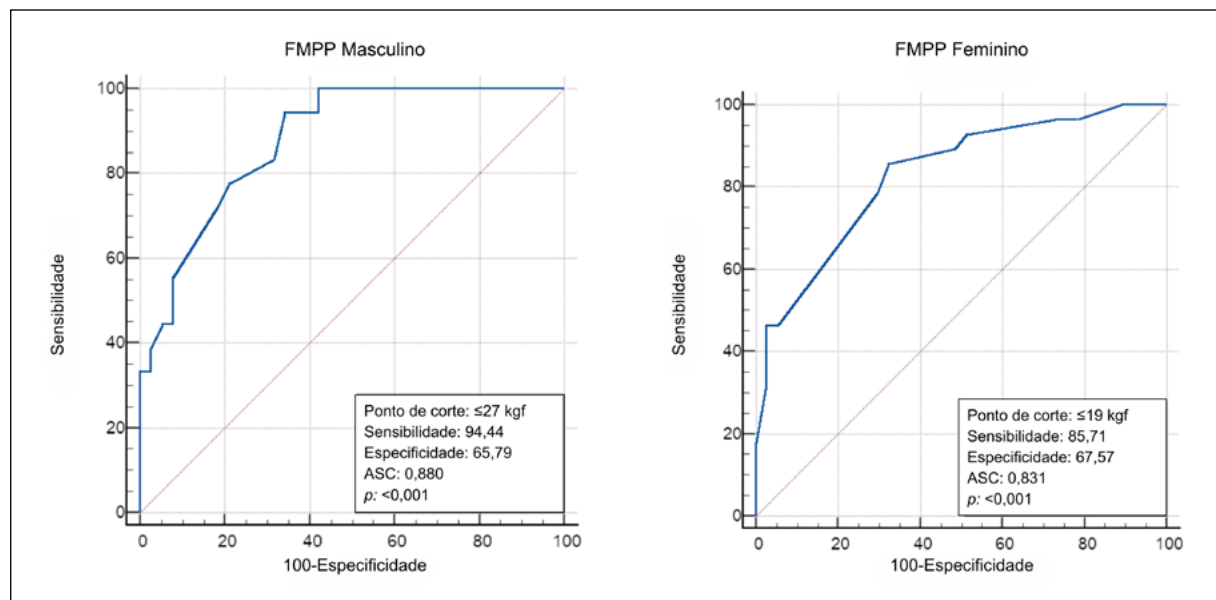 FMPP Masculino
100
80
60
40
20
0
Sensibilidade
0 20 40 60 80 100
100-Especificidade
Ponto de corte: ≤27 kgf
Sensibilidade: 94,44
Especificidade: 65,79
ASC: 0,880
p: <0,001
FMPP Feminino
100
80
60
40
20
0
Sensibilidade
0 20 40 60 80 100
100-Especificidade
Ponto de corte: ≤19 kgf
Sensibilidade: 85,71
Especificidade: 67,57
ASC: 0,831
p: <0,001